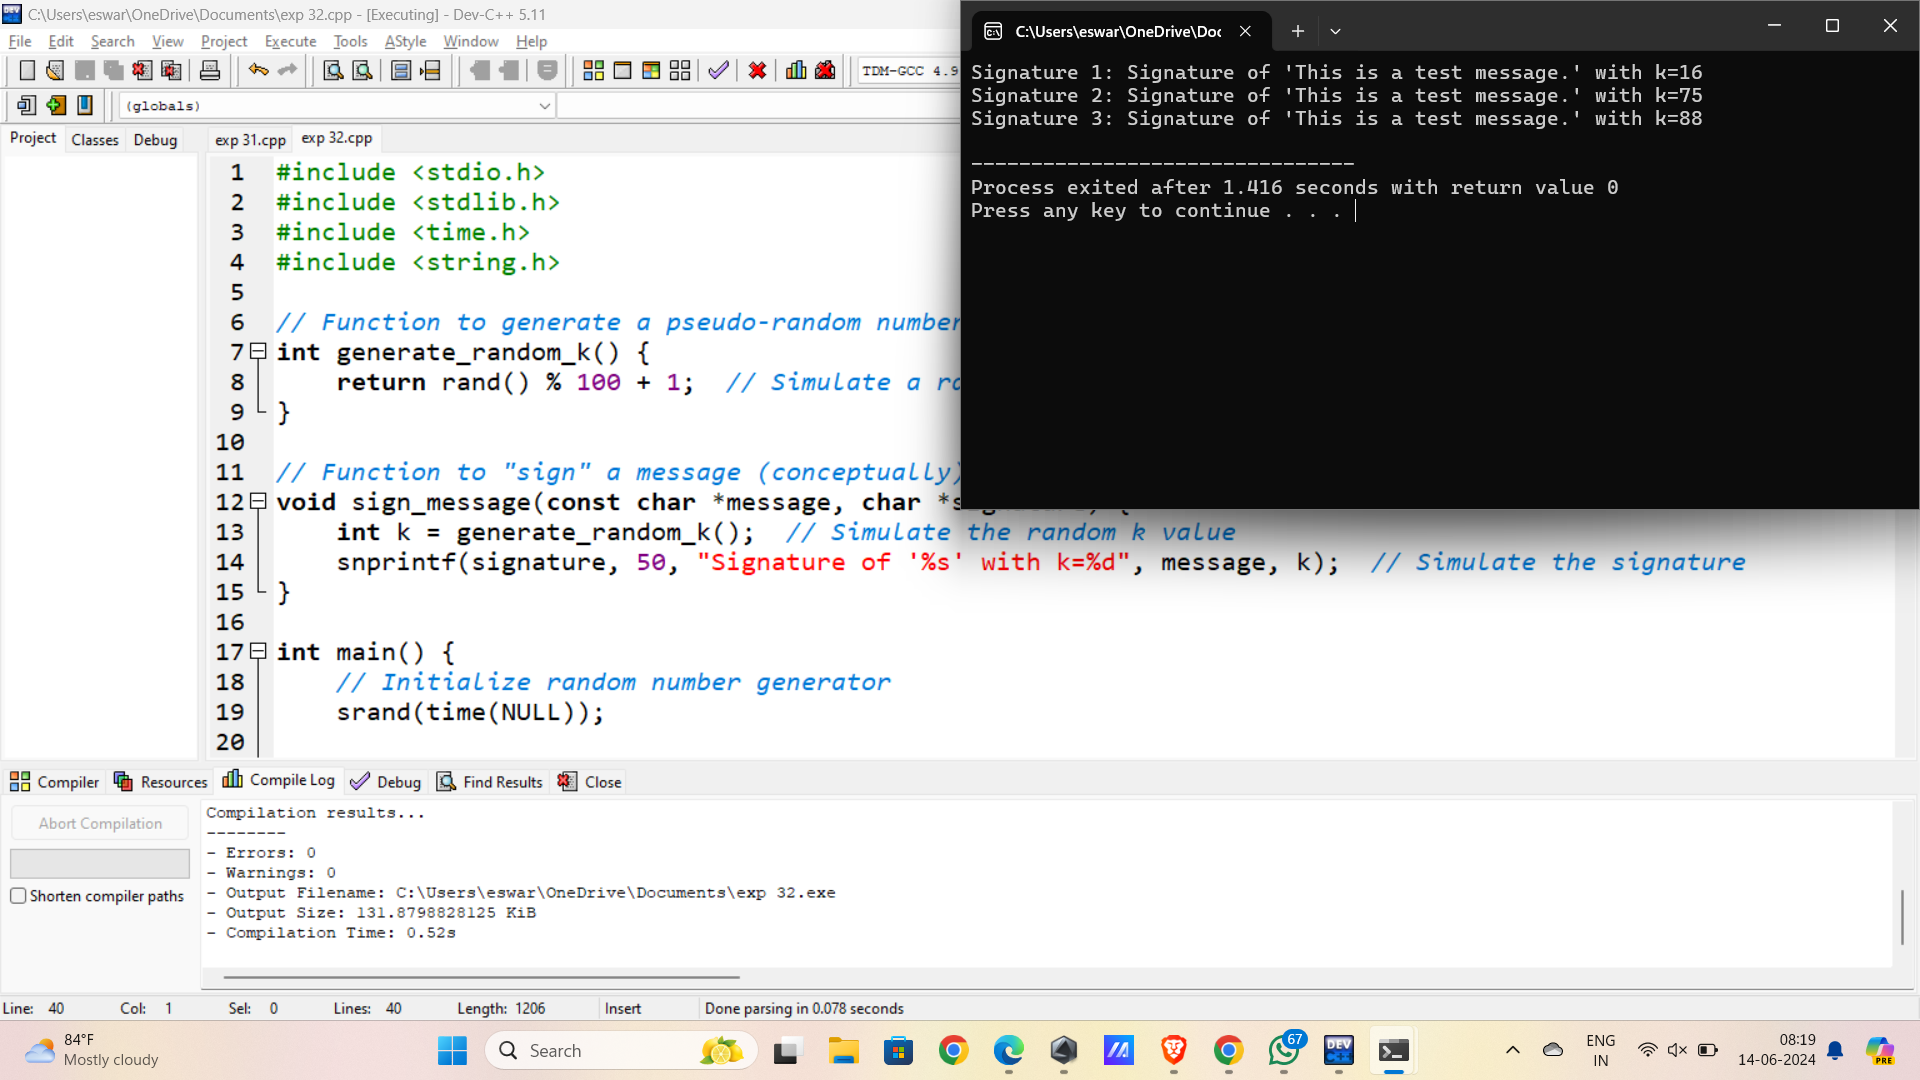 C:\Users\eswar\OneDrive\Documents\exp 32.cpp - [Executing] - Dev-C++ 5.11
File Edit Search View Project Execute Tools AStyle Window Help
TDM-GCC 4.9
(globals)
Project Classes Debug
exp 31.cpp exp 32.cpp
1 #include <stdio.h>
2 #include <stdlib.h>
3 #include <time.h>
4 #include <string.h>
5
6 // Function to generate a pseudo-random number
7 int generate_random_k() {
8 return rand() % 100 + 1; // Simulate a
9 }
10
11 // Function to "sign" a message (conceptually)
12 void sign_message(const char *message, char *
13 int k = generate_random_k(); // Simulate the random k value
14 snprintf(signature, 50, "Signature of '%s' with k=%d", message, k); // Simulate the signature
15 }
16
17 int main() {
18 // Initialize random number generator
19 srand(time(NULL));
20
C:\Users\eswar\OneDrive\Doc
Signature 1: Signature of 'This is a test message.' with k=16
Signature 2: Signature of 'This is a test message.' with k=75
Signature 3: Signature of 'This is a test message.' with k=88
--------------------------------
Process exited after 1.416 seconds with return value 0
Press any key to continue . . .
Compiler Resources Compile Log Debug Find Results Close
Abort Compilation
Shorten compiler paths
Compilation results...
--------
- Errors: 0
- Warnings: 0
- Output Filename: C:\Users\eswar\OneDrive\Documents\exp 32.exe
- Output Size: 131.8798828125 KiB
- Compilation Time: 0.52s
Line: 40 Col: 1 Sel: 0 Lines: 40 Length: 1206 Insert Done parsing in 0.078 seconds
84°F
Mostly cloudy
Search
67
DEV
C++
ENG
IN
08:19
14-06-2024
PRE